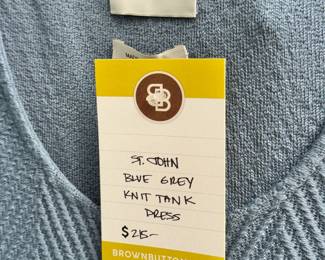 ST. JOHN
BLUE GREY
KNIT TANK
DRESS
$215-
BROWNBUTTON